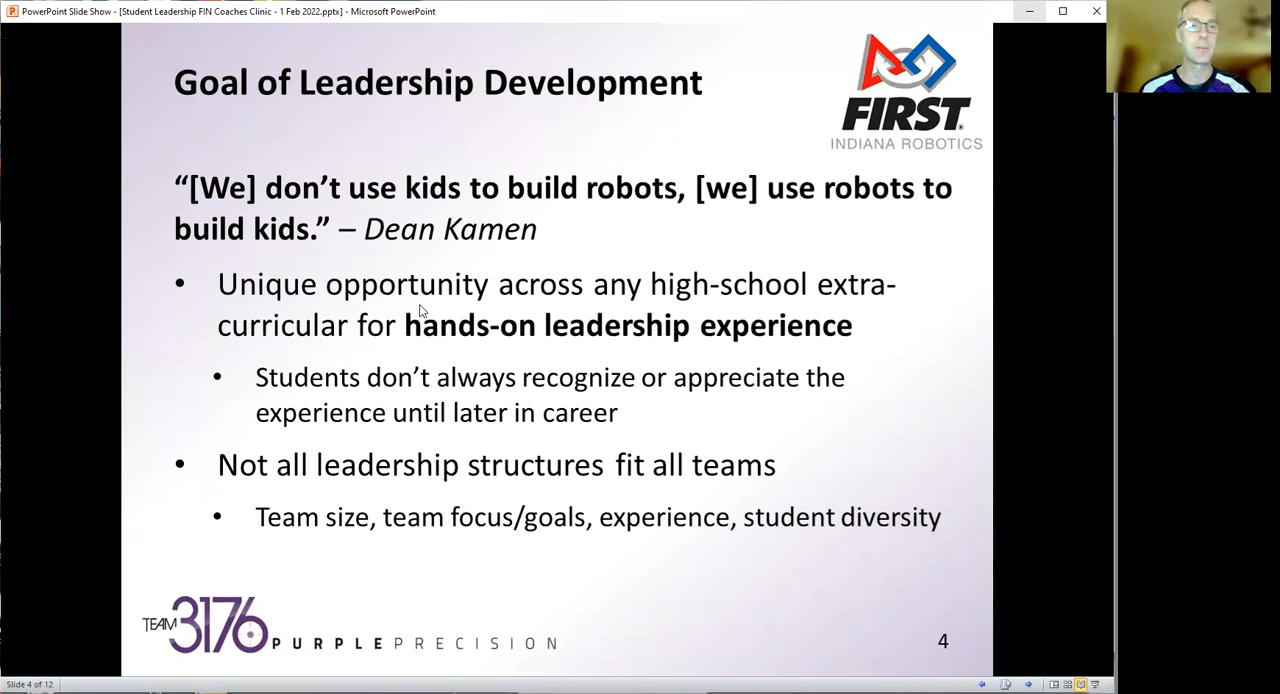 PowerPoint Slide Show - [Student Leadership FIN Coaches Clinic - 1 Feb 2022.pptx] - Microsoft PowerPoint
Goal of Leadership Development
FIRST®
INDIANA ROBOTICS
“[We] don’t use kids to build robots, [we] use robots to
build kids.” – Dean Kamen
• Unique opportunity across any high-school extra-
curricular for hands-on leadership experience
• Students don’t always recognize or appreciate the
experience until later in career
• Not all leadership structures fit all teams
• Team size, team focus/goals, experience, student diversity
TEAM 3176 PURPLE PRECISION
4
Slide 4 of 12